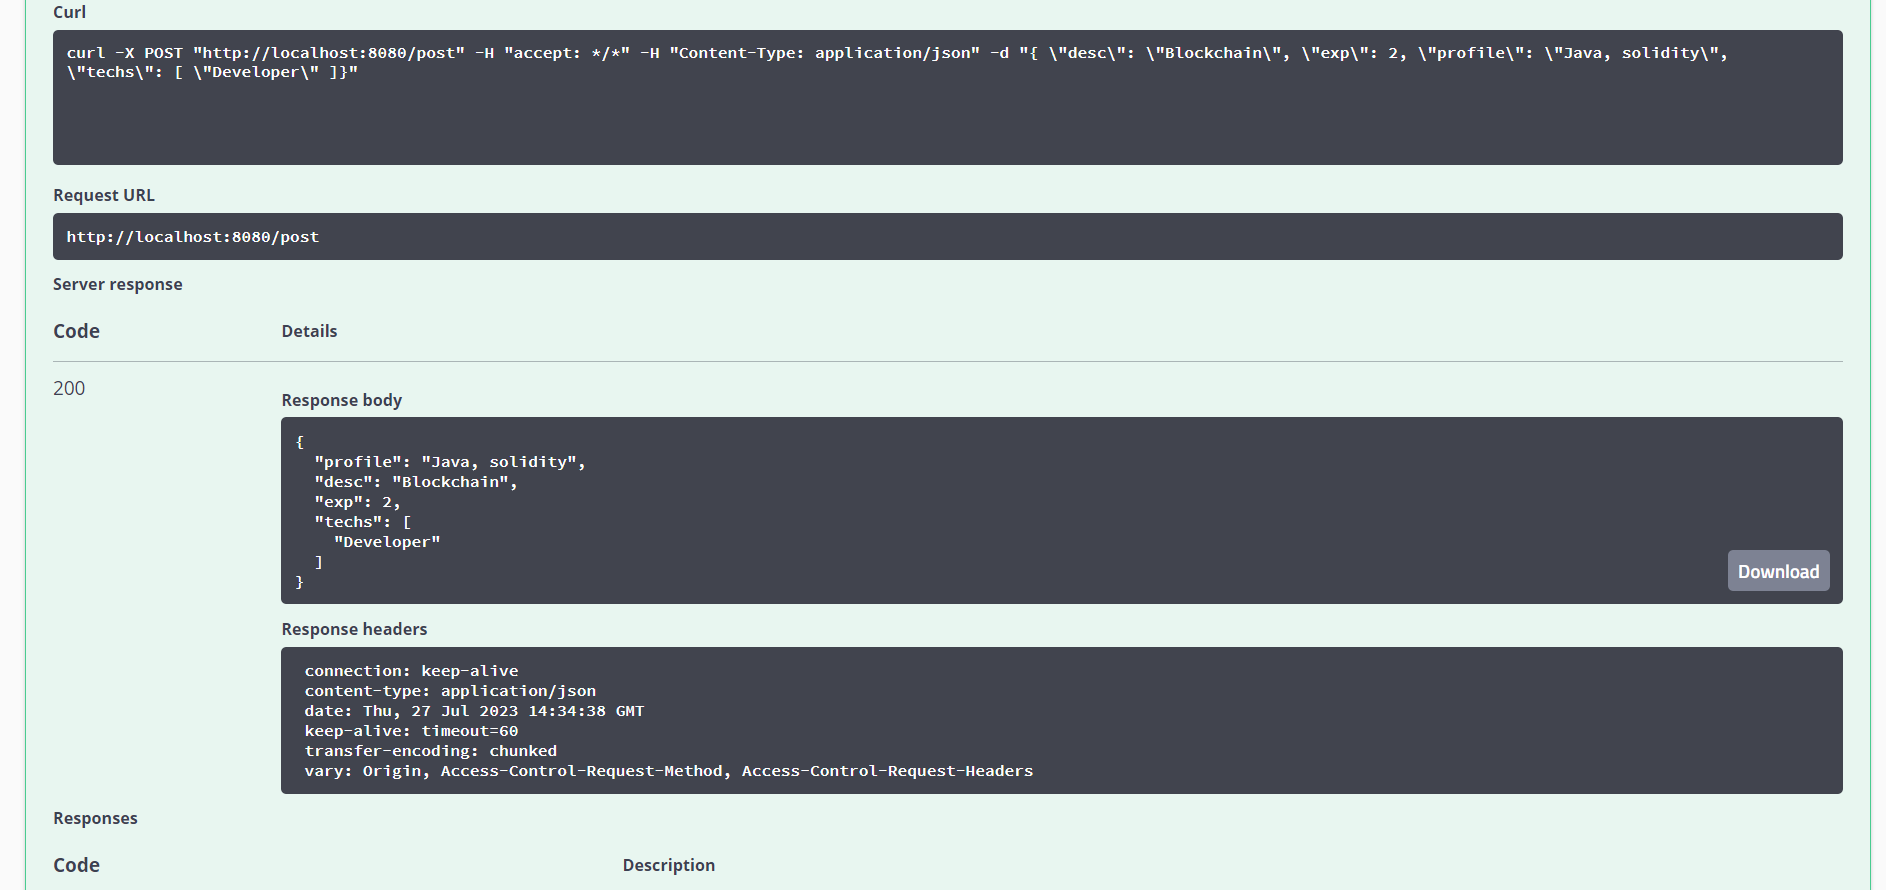 Curl
curl -X POST "http://localhost:8080/post" -H "accept: */*" -H "Content-Type: application/json" -d "{ \"desc\": \"Blockchain\", \"exp\": 2, \"profile\": \"Java, solidity\",
\"techs\": [ \"Developer\" ]}"
Request URL
http://localhost:8080/post
Server response
Code Details
200
Response body
{
"profile": "Java, solidity",
"desc": "Blockchain",
"exp": 2,
"techs": [
"Developer"
]
}
Download
Response headers
connection: keep-alive
content-type: application/json
date: Thu, 27 Jul 2023 14:34:38 GMT
keep-alive: timeout=60
transfer-encoding: chunked
vary: Origin, Access-Control-Request-Method, Access-Control-Request-Headers
Responses
Code Description